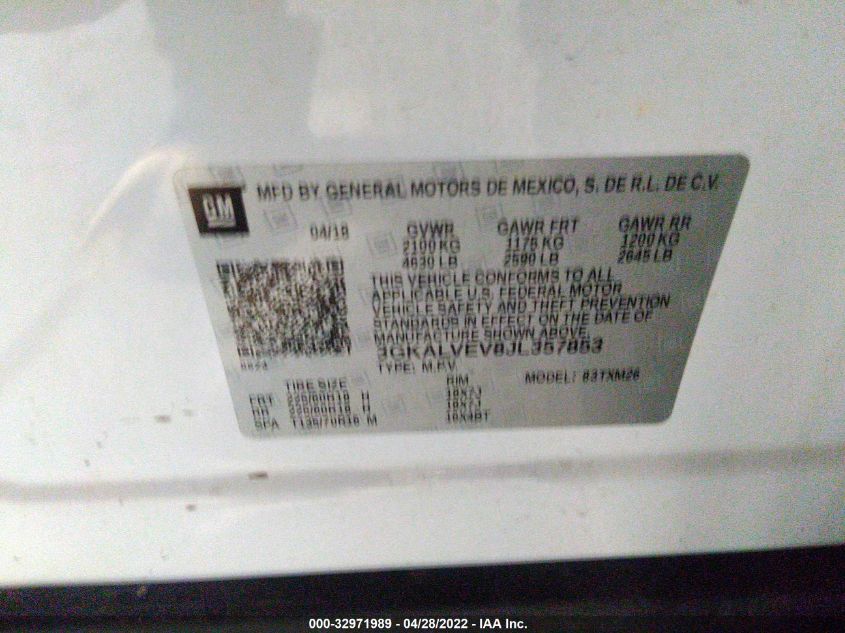 GM
MFD BY GENERAL MOTORS DE MEXICO, S. DE R.L. DE C.V.
04/18 GVWR GAWR FRT GAWR RR
2100 KG 1175 KG 1200 KG
4630 LB 2590 LB 2645 LB
THIS VEHICLE CONFORMS TO ALL
APPLICABLE U.S. FEDERAL MOTOR
VEHICLE SAFETY AND THEFT PREVENTION
STANDARDS IN EFFECT ON THE DATE OF
MANUFACTURE SHOWN ABOVE.
3GKALVEV8JL357853
TYPE: M.P.V. MODEL:
TIRE SIZE RIM
FRT 225/60R18 H 18X7J
RR 225/60R18 H 18X7J
SPA T135/70R16 M 16X4BT
000-32971989 - 04/28/2022 - IAA Inc.